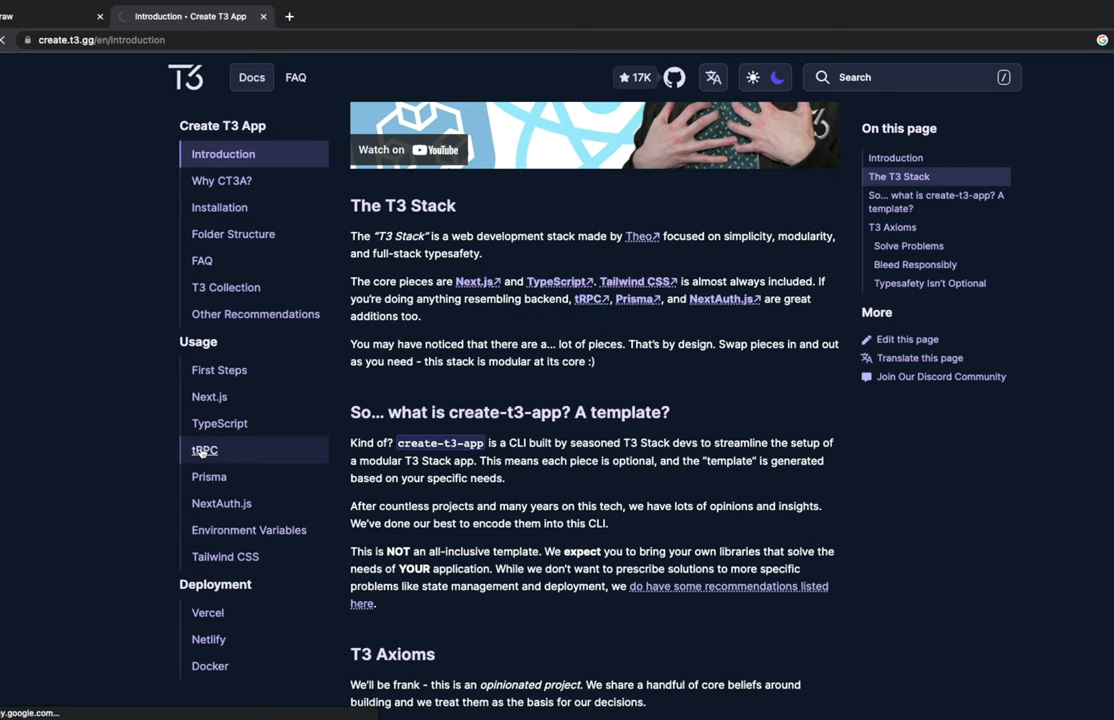 raw
Introduction • Create T3 App
create.t3.gg/en/introduction
T3
Docs
FAQ
17K
Search
/
Create T3 App
Introduction
Why CT3A?
Installation
Folder Structure
FAQ
T3 Collection
Other Recommendations
Usage
First Steps
Next.js
TypeScript
tRPC
Prisma
NextAuth.js
Environment Variables
Tailwind CSS
Deployment
Vercel
Netlify
Docker
Watch on YouTube
The T3 Stack
The “T3 Stack” is a web development stack made by Theo↗ focused on simplicity, modularity,
and full-stack typesafety.
The core pieces are Next.js↗ and TypeScript↗. Tailwind CSS↗ is almost always included. If
you’re doing anything resembling backend, tRPC↗, Prisma↗, and NextAuth.js↗ are great
additions too.
You may have noticed that there are a... lot of pieces. That’s by design. Swap pieces in and out
as you need - this stack is modular at its core :)
So... what is create-t3-app? A template?
Kind of? create-t3-app is a CLI built by seasoned T3 Stack devs to streamline the setup of
a modular T3 Stack app. This means each piece is optional, and the “template” is generated
based on your specific needs.
After countless projects and many years on this tech, we have lots of opinions and insights.
We’ve done our best to encode them into this CLI.
This is NOT an all-inclusive template. We expect you to bring your own libraries that solve the
needs of YOUR application. While we don’t want to prescribe solutions to more specific
problems like state management and deployment, we do have some recommendations listed
here.
T3 Axioms
We’ll be frank - this is an opinionated project. We share a handful of core beliefs around
building and we treat them as the basis for our decisions.
On this page
Introduction
The T3 Stack
So... what is create-t3-app? A
template?
T3 Axioms
Solve Problems
Bleed Responsibly
Typesafety Isn’t Optional
More
Edit this page
Translate this page
Join Our Discord Community
y.google.com...